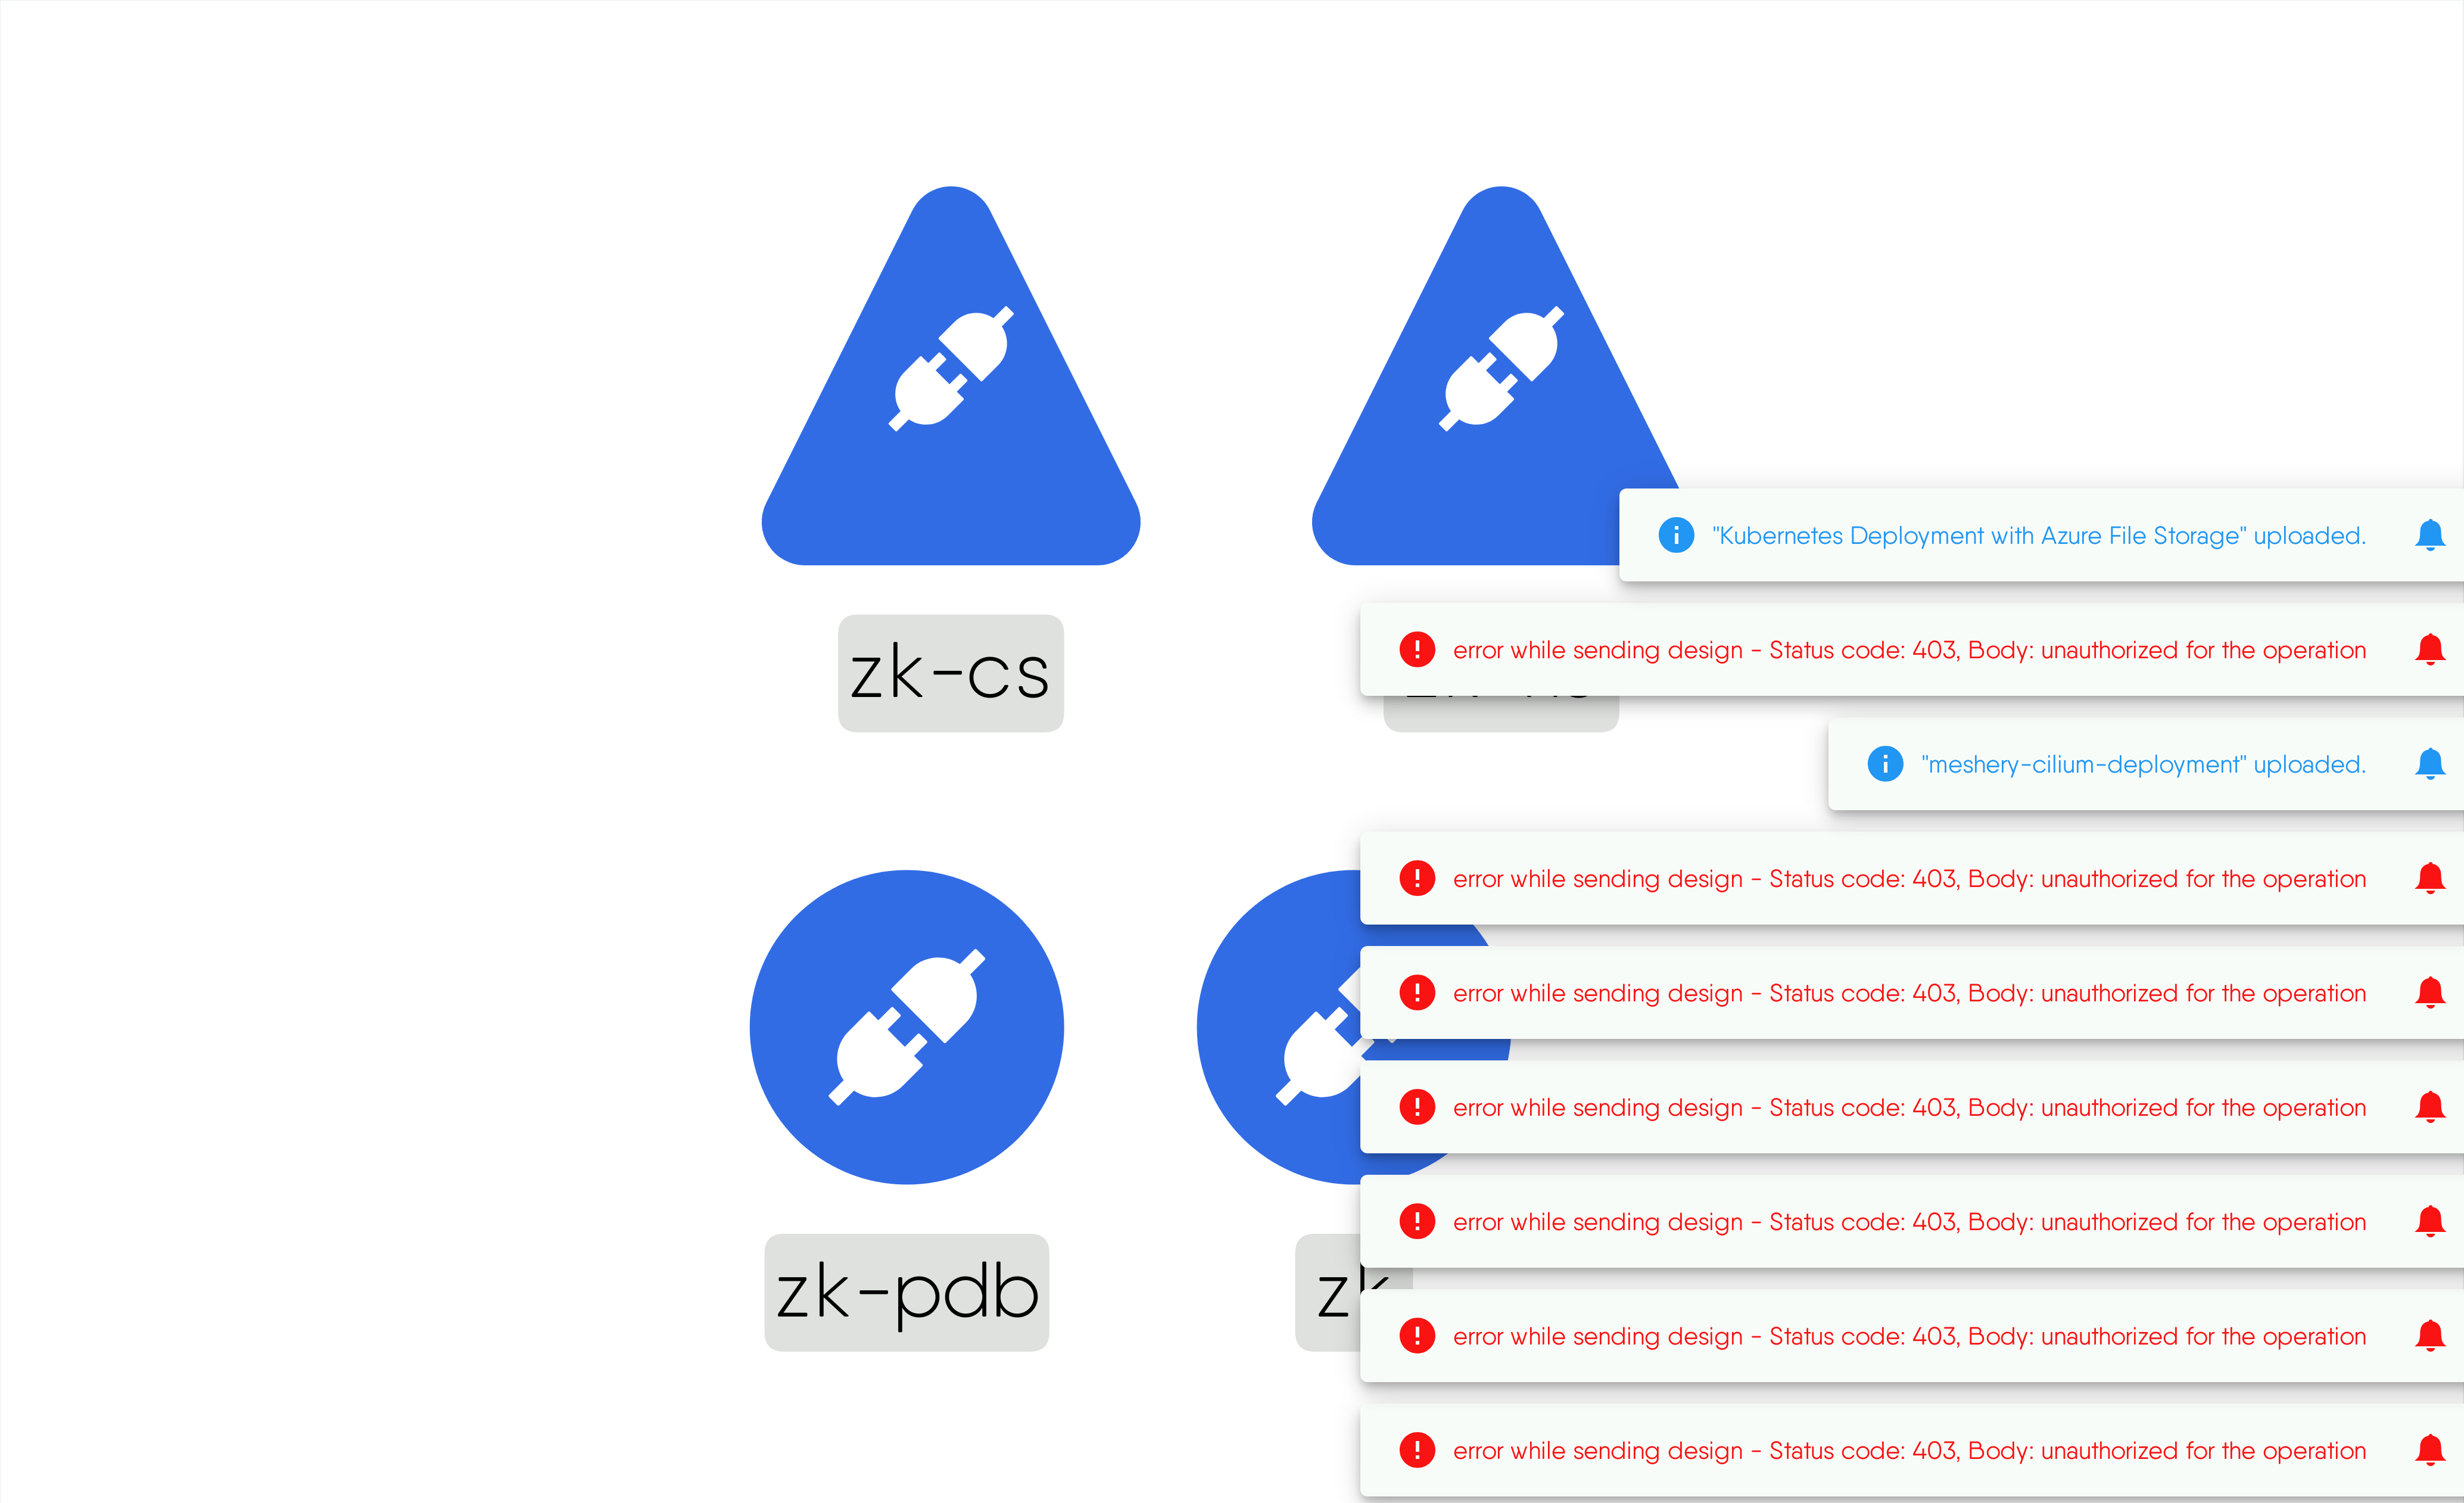 "Kubernetes Deployment with Azure File Storage" uploaded.
error while sending design - Status code: 403, Body: unauthorized for the operation
zk-cs
"meshery-cilium-deployment" uploaded.
error while sending design - Status code: 403, Body: unauthorized for the operation
error while sending design - Status code: 403, Body: unauthorized for the operation
error while sending design - Status code: 403, Body: unauthorized for the operation
error while sending design - Status code: 403, Body: unauthorized for the operation
zk-pdb
zk
error while sending design - Status code: 403, Body: unauthorized for the operation
error while sending design - Status code: 403, Body: unauthorized for the operation